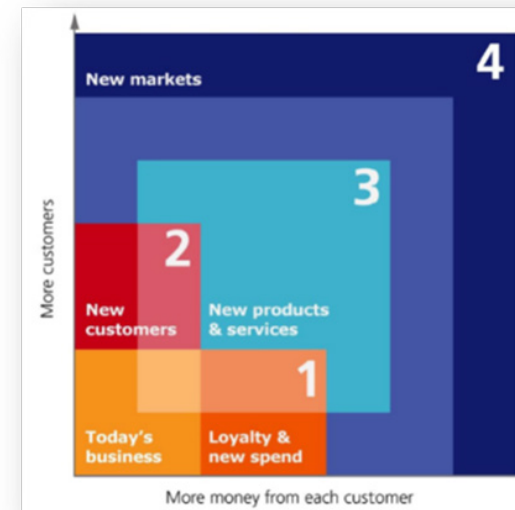 4
New markets
3
2
New
customers
New products
& services
1
Today's
business
Loyalty &
new spend
More customers
More money from each customer